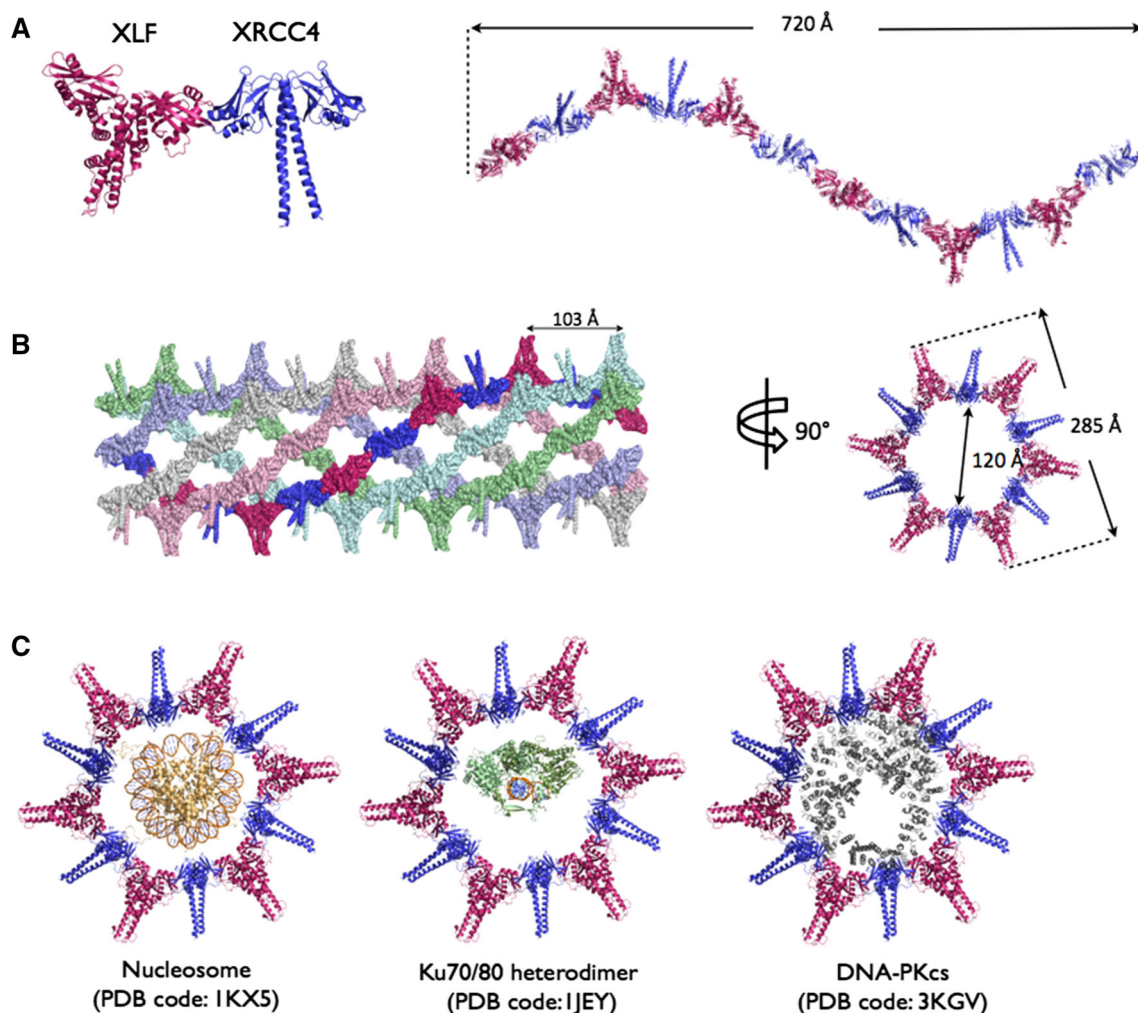 A
XLF XRCC4
720 Å
B
103 Å
90°
120 Å
285 Å
C
Nucleosome
(PDB code: 1KX5)
Ku70/80 heterodimer
(PDB code:1JEY)
DNA-PKcs
(PDB code: 3KGV)